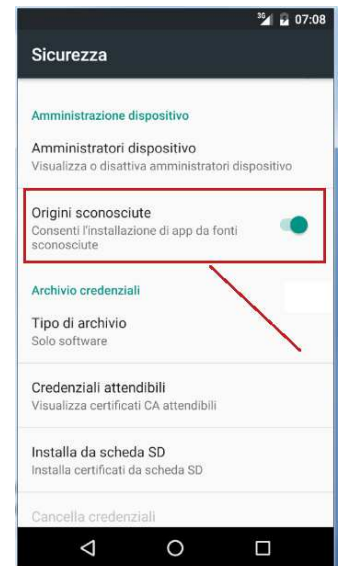 3G 07:08
Sicurezza
Amministrazione dispositivo
Amministratori dispositivo
Visualizza o disattiva amministratori dispositivo
Origini sconosciute
Consenti l'installazione di app da fonti
sconosciute
Archivio credenziali
Tipo di archivio
Solo software
Credenziali attendibili
Visualizza certificati CA attendibili
Installa da scheda SD
Installa certificati da scheda SD
Cancella credenziali